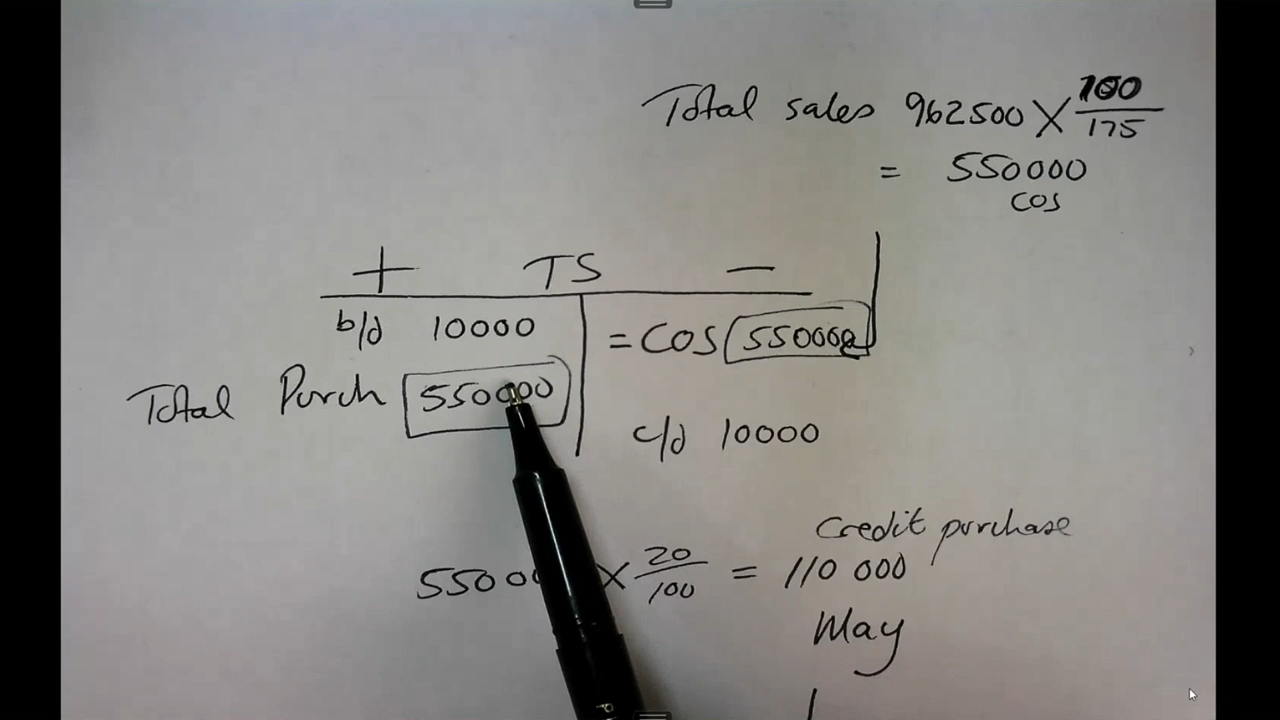 Total sales 962500 X 100/175
= 550000
COS
+ TS −
b/d 10000 = COS 550000
Total Purch 550000
c/d 10000
Credit purchase
55000 X 20/100 = 110 000
May